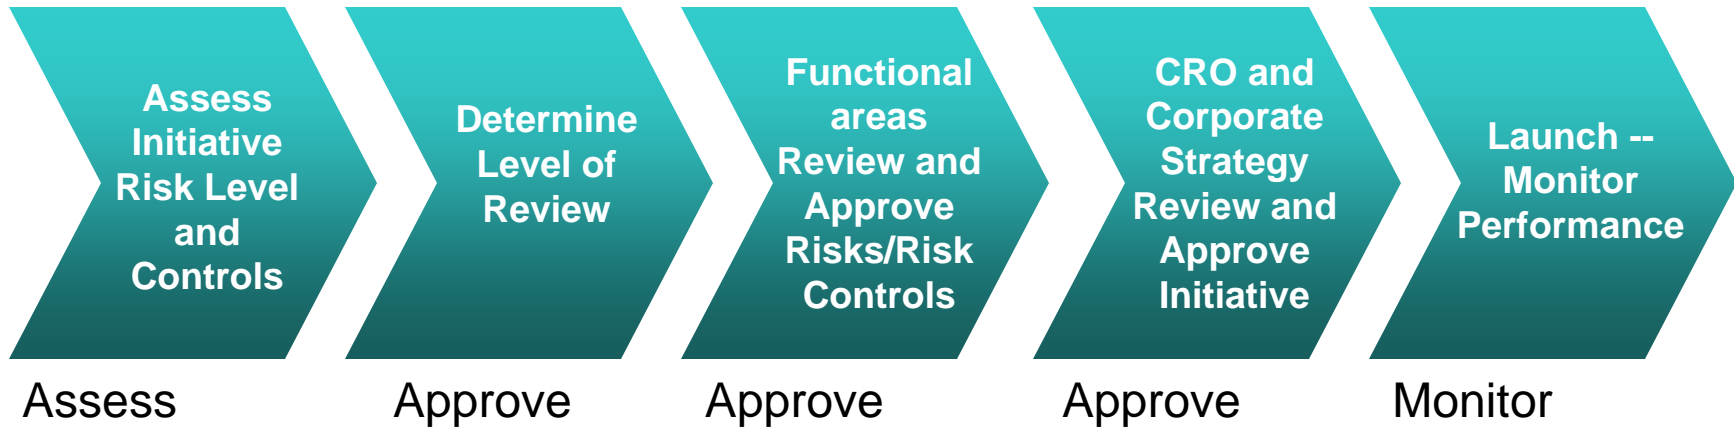 Assess
Initiative
Risk Level
and
Controls
Determine
Level of
Review
Functional
areas
Review and
Approve
Risks/Risk
Controls
CRO and
Corporate
Strategy
Review and
Approve
Initiative
Launch --
Monitor
Performance
Assess
Approve
Approve
Approve
Monitor